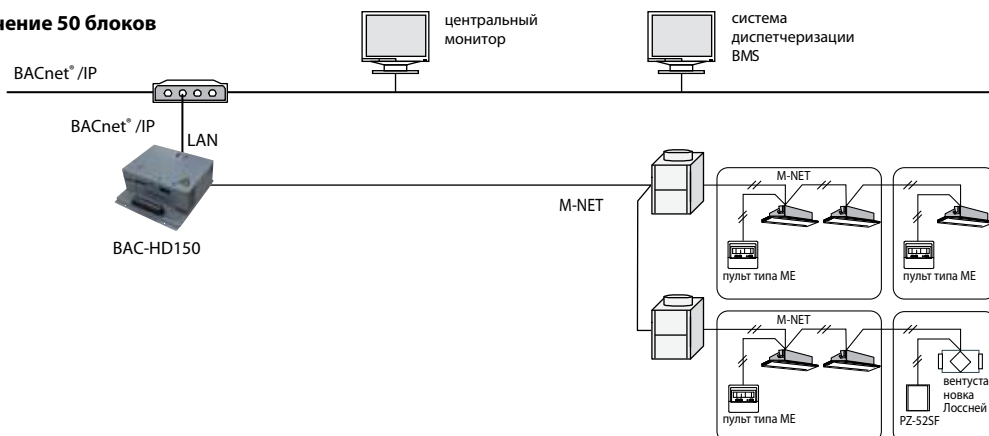 чение 50 блоков
центральный
монитор
система
диспетчеризации
BMS
BACnet® /IP
BACnet® /IP
LAN
BAC-HD150
M-NET
M-NET
пульт типа ME
пульт типа ME
M-NET
пульт типа ME
PZ-52SF
вентуста
новка
Лоссней